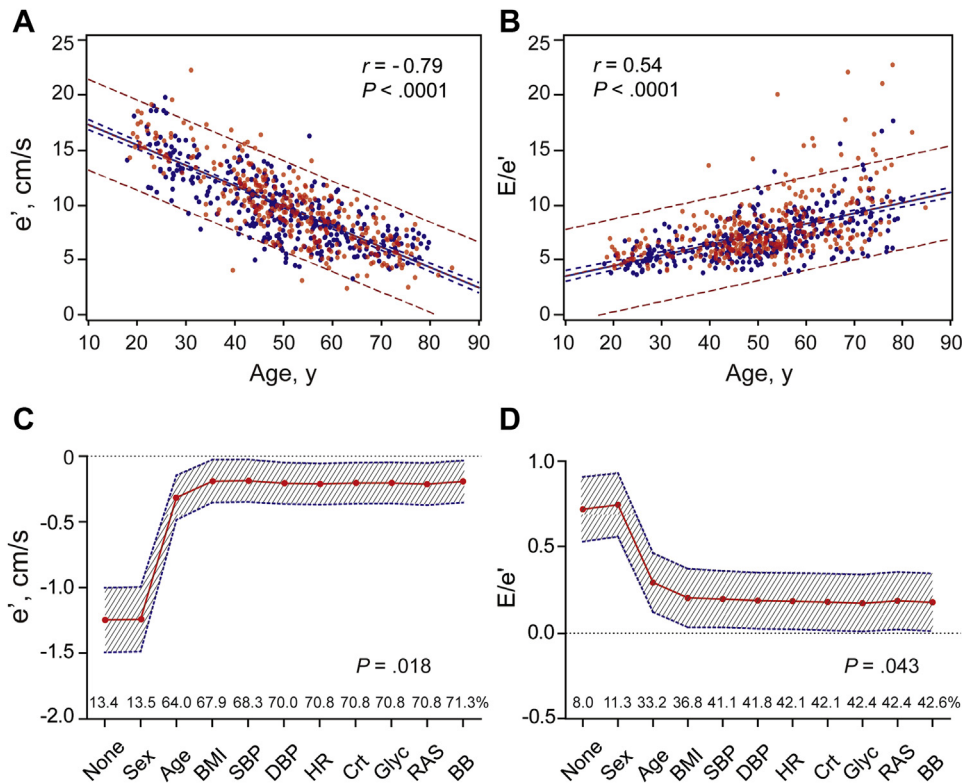 A
25
20
15
10
5
0
e', cm/s
r = - 0.79
P < .0001
10 20 30 40 50 60 70 80 90
Age, y
B
25
20
15
10
5
0
E/e'
r = 0.54
P < .0001
10 20 30 40 50 60 70 80 90
Age, y
C
0
-0.5
-1.0
-1.5
-2.0
e', cm/s
P = .018
13.4 13.5 64.0 67.9 68.3 70.0 70.8 70.8 70.8 70.8 71.3%
None Sex Age BMI SBP DBP HR Crt Glyc RAS BB
D
1.0
0.5
0.0
-0.5
E/e'
P = .043
8.0 11.3 33.2 36.8 41.1 41.8 42.1 42.1 42.4 42.4 42.6%
None Sex Age BMI SBP DBP HR Crt Glyc RAS BB